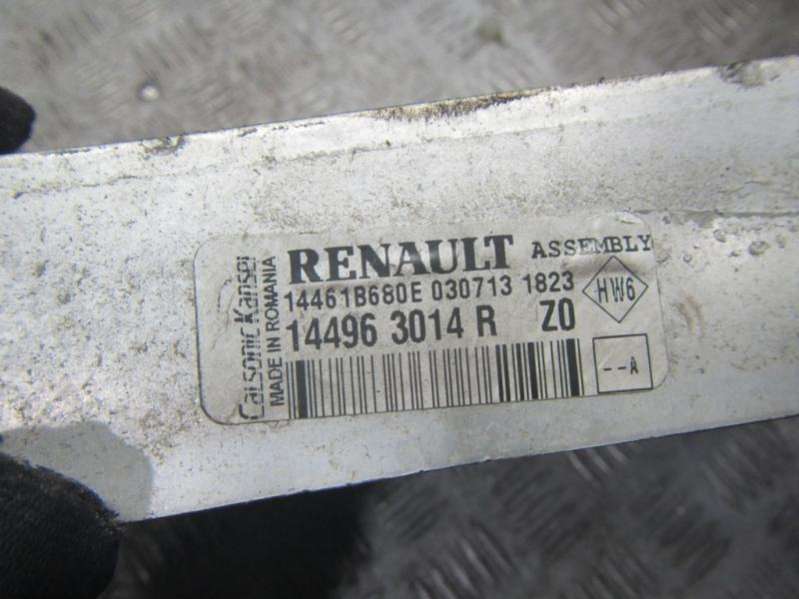 RENAULT ASSEMBLY
14461B680E 030713 1823
14496 3014 R Z0
HW6
--A
Calsonic Kansei
MADE IN ROMANIA